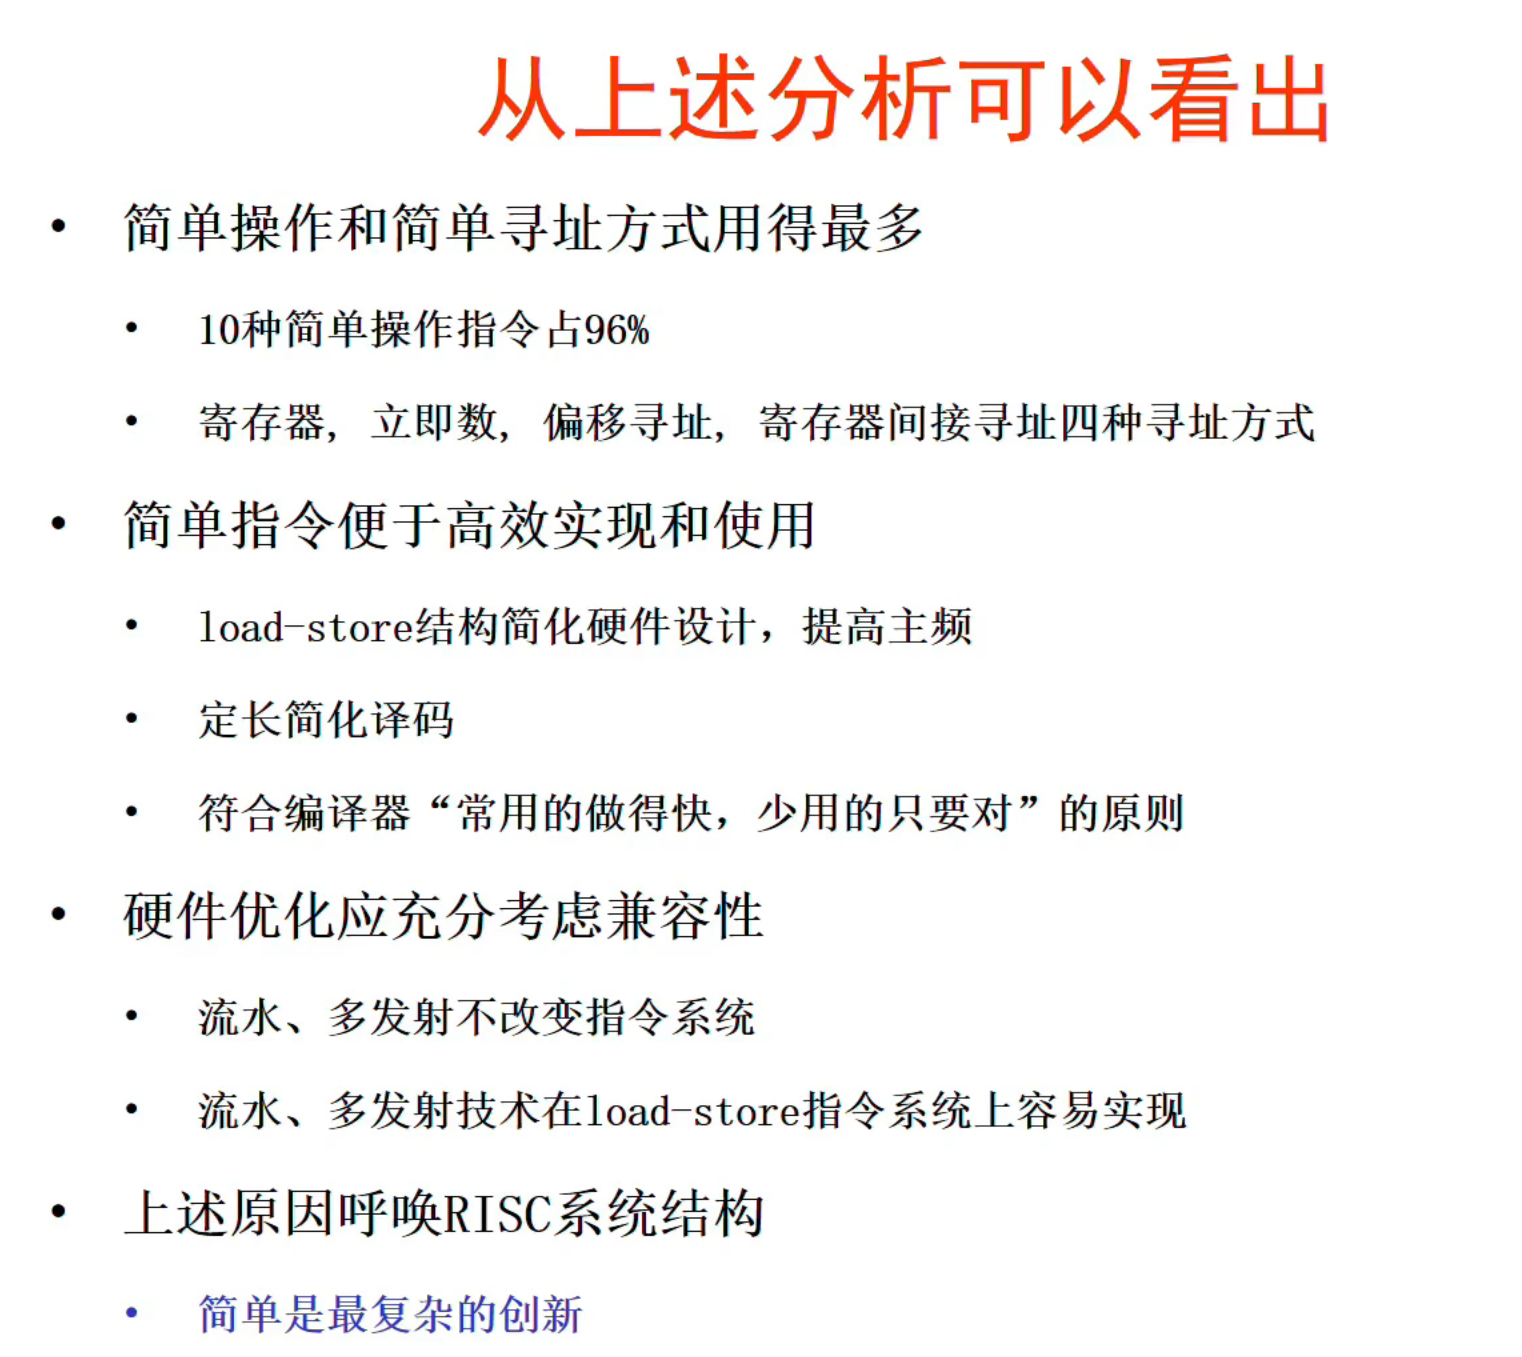 从上述分析可以看出
• 简单操作和简单寻址方式用得最多
• 10种简单操作指令占96%
• 寄存器, 立即数, 偏移寻址, 寄存器间接寻址四种寻址方式
• 简单指令便于高效实现和使用
• load-store结构简化硬件设计，提高主频
• 定长简化译码
• 符合编译器“常用的做得快，少用的只要对”的原则
• 硬件优化应充分考虑兼容性
• 流水、多发射不改变指令系统
• 流水、多发射技术在load-store指令系统上容易实现
• 上述原因呼唤RISC系统结构
• 简单是最复杂的创新